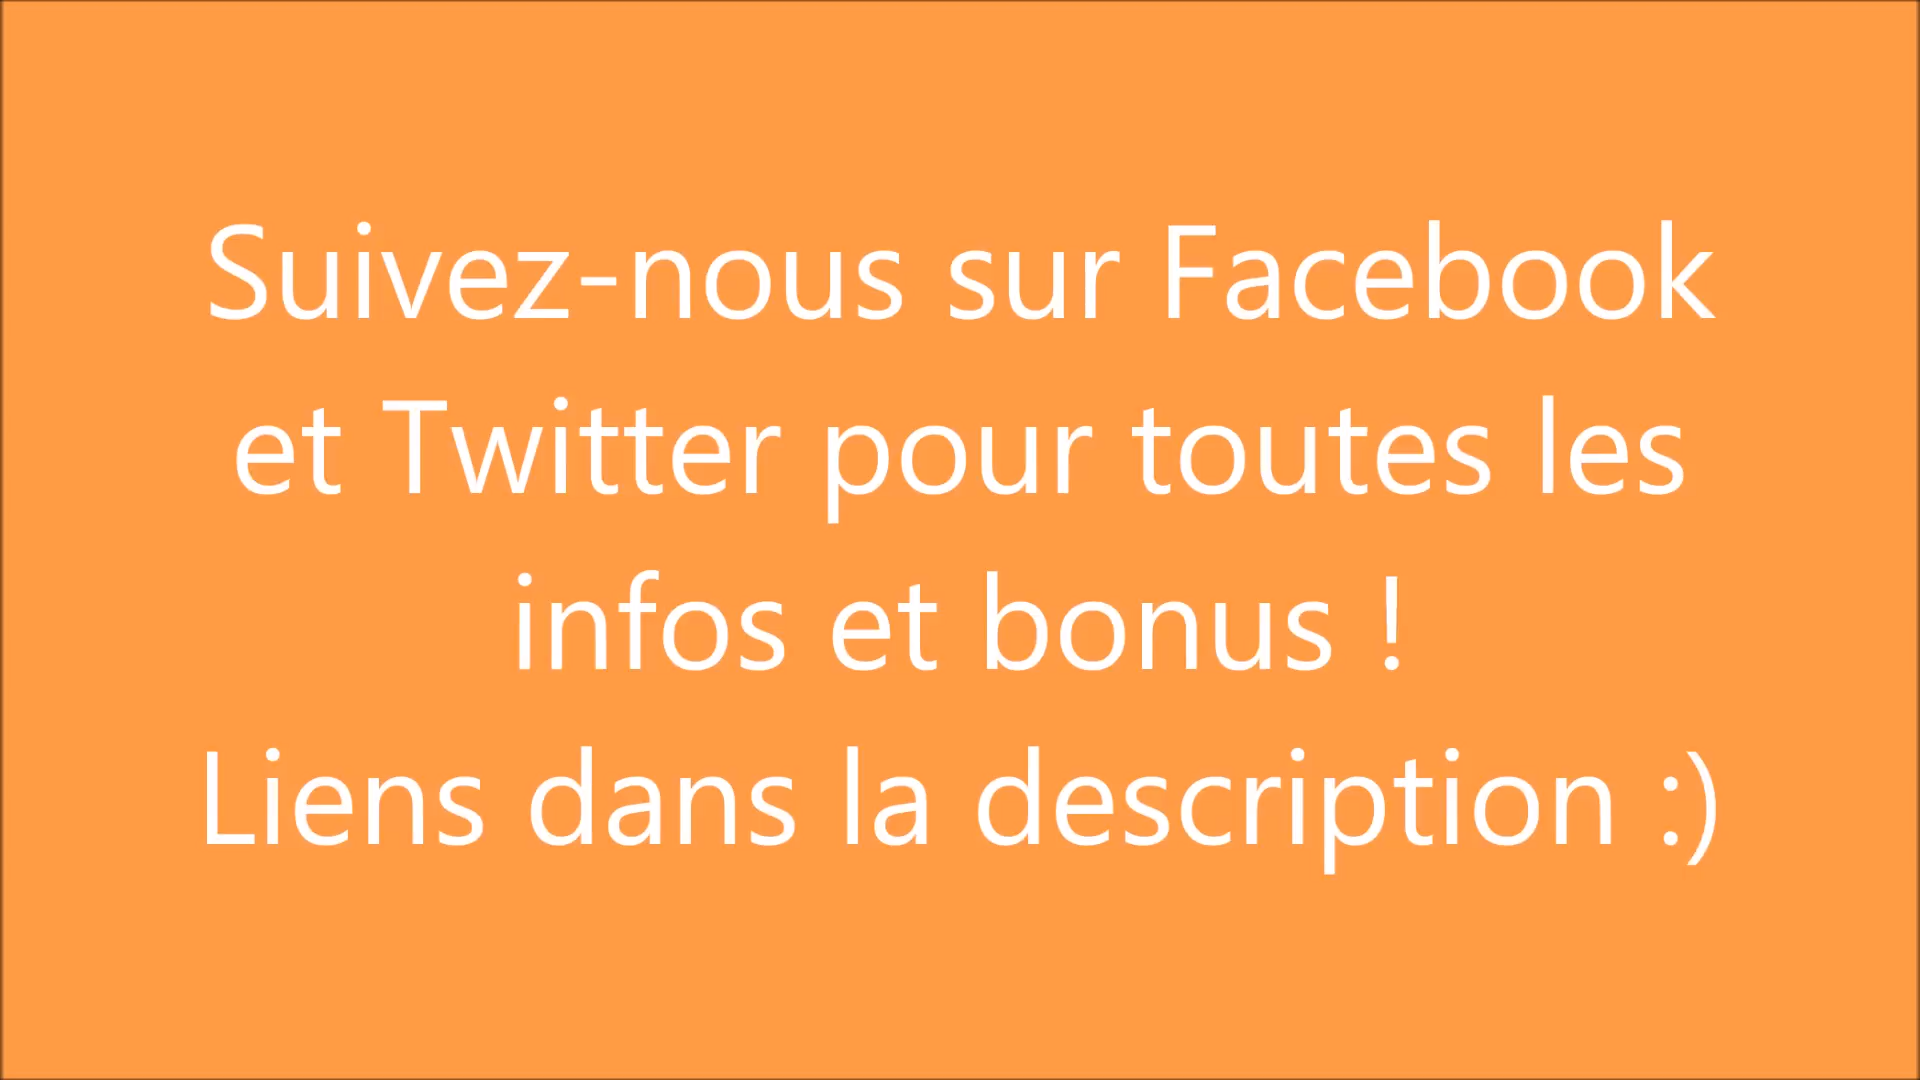 Suivez-nous sur Facebook
et Twitter pour toutes les
infos et bonus !
Liens dans la description :)